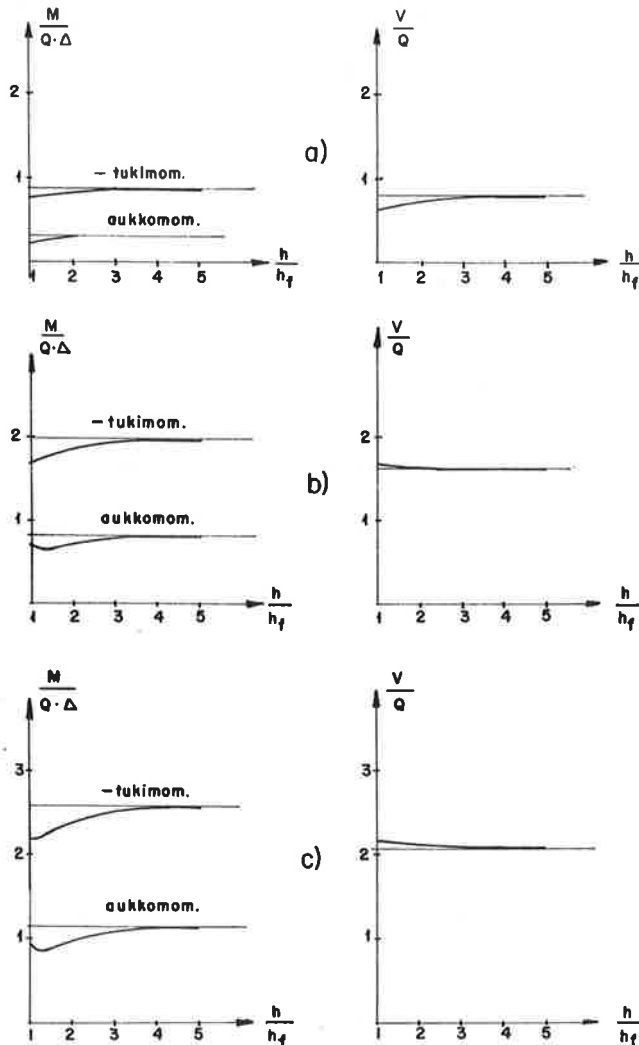 M
Q·Δ
2
1
- tukimom.
aukkomom.
1 2 3 4 5
h
h_f
a)
V
Q
2
1
1 2 3 4 5
h
h_f
M
Q·Δ
2
1
- tukimom.
aukkomom.
1 2 3 4 5
h
h_f
b)
V
Q
2
1
1 2 3 4 5
h
h_f
M
Q·Δ
3
2
1
- tukimom.
aukkomom.
1 2 3 4 5
h
h_f
c)
V
Q
3
2
1
1 2 3 4 5
h
h_f